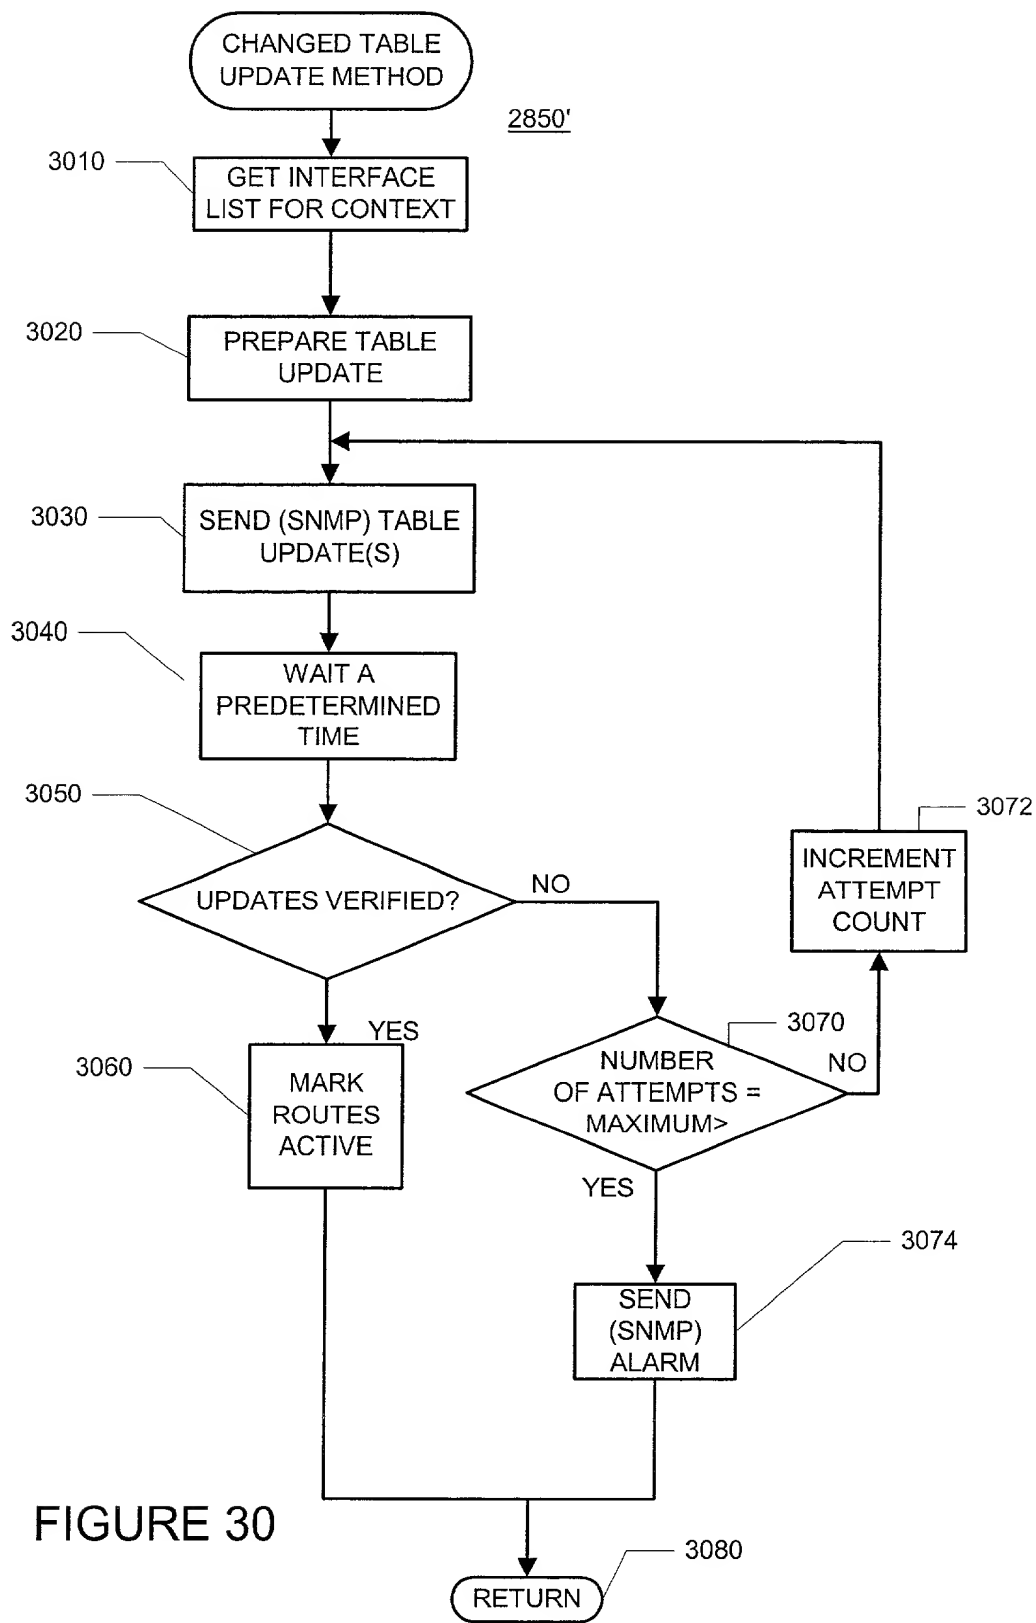 CHANGED TABLE
UPDATE METHOD
2850'
3010
GET INTERFACE
LIST FOR CONTEXT
3020
PREPARE TABLE
UPDATE
3030
SEND (SNMP) TABLE
UPDATE(S)
3040
WAIT A
PREDETERMINED
TIME
3050
UPDATES VERIFIED?
NO
3072
INCREMENT
ATTEMPT
COUNT
YES
3060
MARK
ROUTES
ACTIVE
3070
NO
NUMBER
OF ATTEMPTS =
MAXIMUM>
YES
3074
SEND
(SNMP)
ALARM
FIGURE 30
3080
RETURN